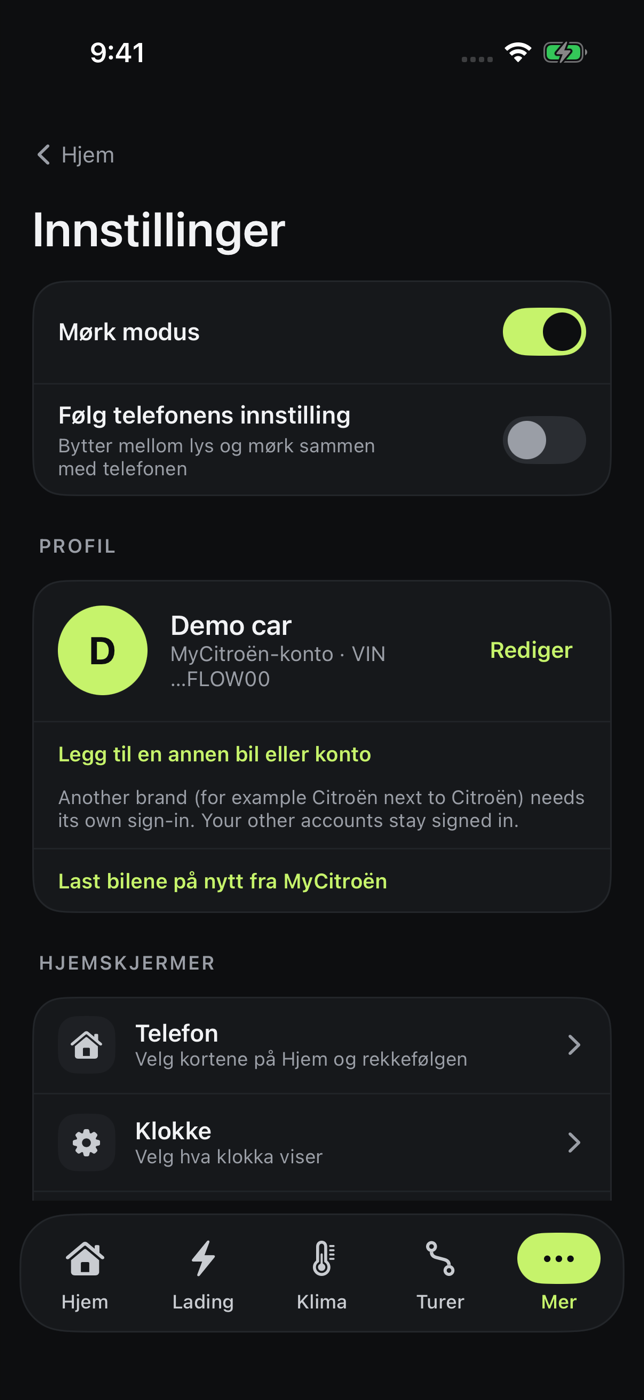 9:41
Hjem
Innstillinger
Mørk modus
Følg telefonens innstilling
Bytter mellom lys og mørk sammen
med telefonen
PROFIL
D
Demo car
MyCitroën-konto · VIN
...FLOW00
Rediger
Legg til en annen bil eller konto
Another brand (for example Citroën next to Citroën) needs
its own sign-in. Your other accounts stay signed in.
Last bilene på nytt fra MyCitroën
HJEMSKJERMER
Telefon
Velg kortene på Hjem og rekkefølgen
Klokke
Velg hva klokka viser
Hjem
Lading
Klima
Turer
Mer